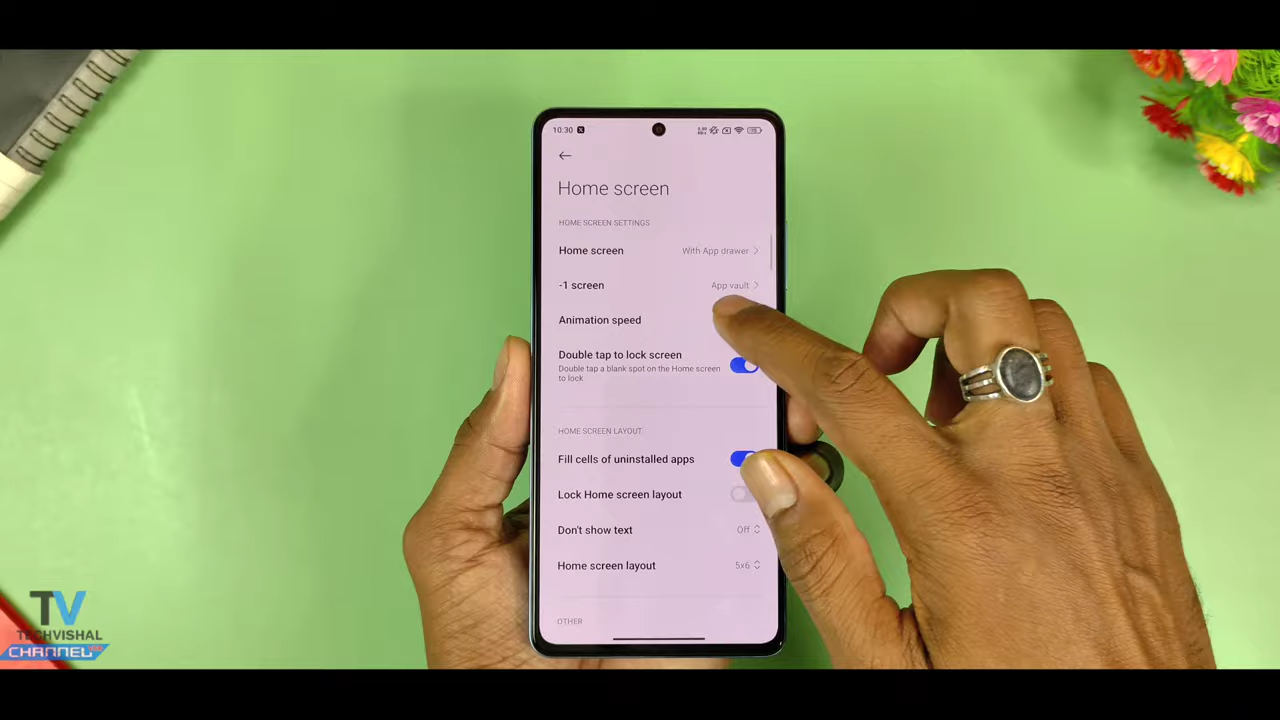 10:30
Home screen
HOME SCREEN SETTINGS
Home screen With App drawer
-1 screen App vault
Animation speed
Double tap to lock screen
Double tap a blank spot on the Home screen
to lock
HOME SCREEN LAYOUT
Fill cells of uninstalled apps
Lock Home screen layout
Don't show text Off
Home screen layout 5x6
OTHER
TV
TECHVISHAL
CHANNEL